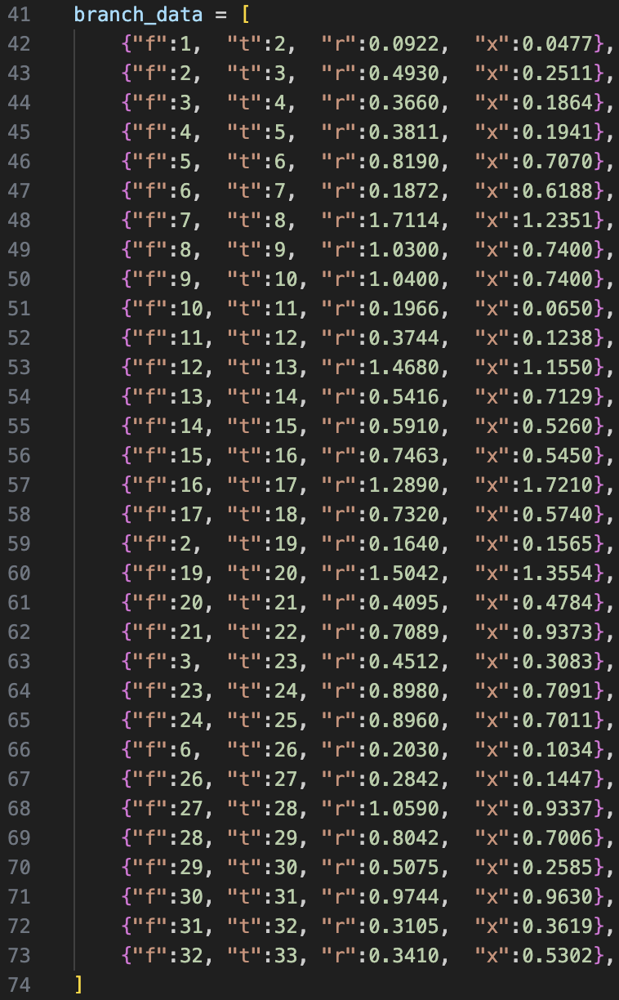 41 branch_data = [
42 {"f":1, "t":2, "r":0.0922, "x":0.0477},
43 {"f":2, "t":3, "r":0.4930, "x":0.2511},
44 {"f":3, "t":4, "r":0.3660, "x":0.1864},
45 {"f":4, "t":5, "r":0.3811, "x":0.1941},
46 {"f":5, "t":6, "r":0.8190, "x":0.7070},
47 {"f":6, "t":7, "r":0.1872, "x":0.6188},
48 {"f":7, "t":8, "r":1.7114, "x":1.2351},
49 {"f":8, "t":9, "r":1.0300, "x":0.7400},
50 {"f":9, "t":10, "r":1.0400, "x":0.7400},
51 {"f":10, "t":11, "r":0.1966, "x":0.0650},
52 {"f":11, "t":12, "r":0.3744, "x":0.1238},
53 {"f":12, "t":13, "r":1.4680, "x":1.1550},
54 {"f":13, "t":14, "r":0.5416, "x":0.7129},
55 {"f":14, "t":15, "r":0.5910, "x":0.5260},
56 {"f":15, "t":16, "r":0.7463, "x":0.5450},
57 {"f":16, "t":17, "r":1.2890, "x":1.7210},
58 {"f":17, "t":18, "r":0.7320, "x":0.5740},
59 {"f":2, "t":19, "r":0.1640, "x":0.1565},
60 {"f":19, "t":20, "r":1.5042, "x":1.3554},
61 {"f":20, "t":21, "r":0.4095, "x":0.4784},
62 {"f":21, "t":22, "r":0.7089, "x":0.9373},
63 {"f":3, "t":23, "r":0.4512, "x":0.3083},
64 {"f":23, "t":24, "r":0.8980, "x":0.7091},
65 {"f":24, "t":25, "r":0.8960, "x":0.7011},
66 {"f":6, "t":26, "r":0.2030, "x":0.1034},
67 {"f":26, "t":27, "r":0.2842, "x":0.1447},
68 {"f":27, "t":28, "r":1.0590, "x":0.9337},
69 {"f":28, "t":29, "r":0.8042, "x":0.7006},
70 {"f":29, "t":30, "r":0.5075, "x":0.2585},
71 {"f":30, "t":31, "r":0.9744, "x":0.9630},
72 {"f":31, "t":32, "r":0.3105, "x":0.3619},
73 {"f":32, "t":33, "r":0.3410, "x":0.5302},
74 ]